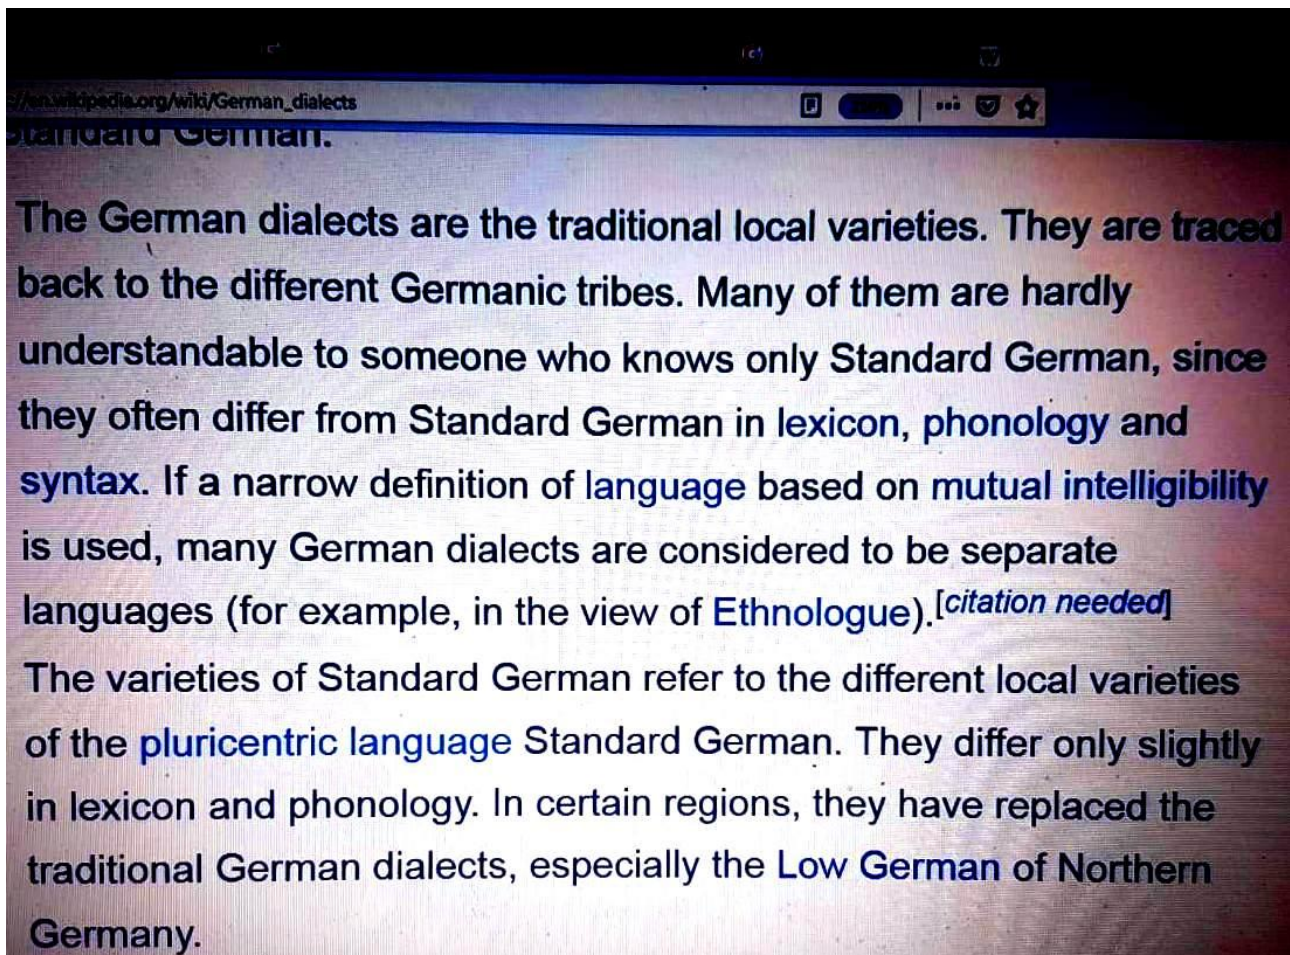 //en.wikipedia.org/wiki/German_dialects
Standard German.
The German dialects are the traditional local varieties. They are traced
back to the different Germanic tribes. Many of them are hardly
understandable to someone who knows only Standard German, since
they often differ from Standard German in lexicon, phonology and
syntax. If a narrow definition of language based on mutual intelligibility
is used, many German dialects are considered to be separate
languages (for example, in the view of Ethnologue).[citation needed]
The varieties of Standard German refer to the different local varieties
of the pluricentric language Standard German. They differ only slightly
in lexicon and phonology. In certain regions, they have replaced the
traditional German dialects, especially the Low German of Northern
Germany.